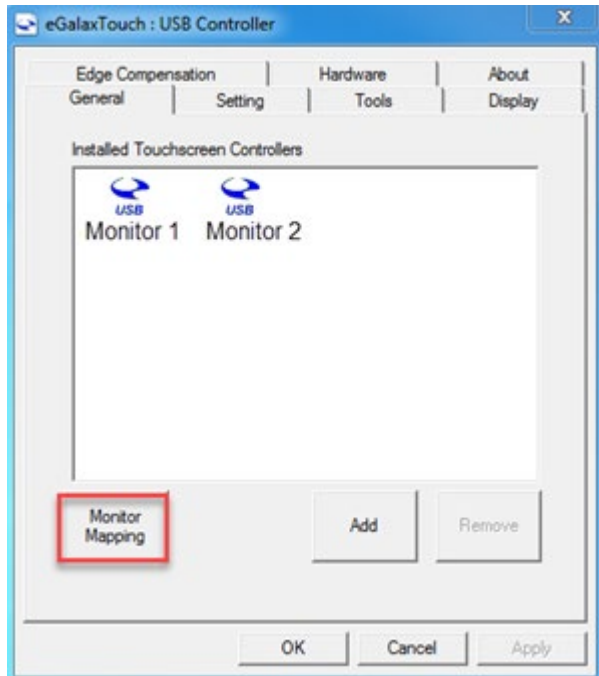 eGalaxTouch : USB Controller
X
Edge Compensation Hardware About
General Setting Tools Display
Installed Touchscreen Controllers
USB USB
Monitor 1 Monitor 2
Monitor
Mapping
Add Remove
OK Cancel Apply